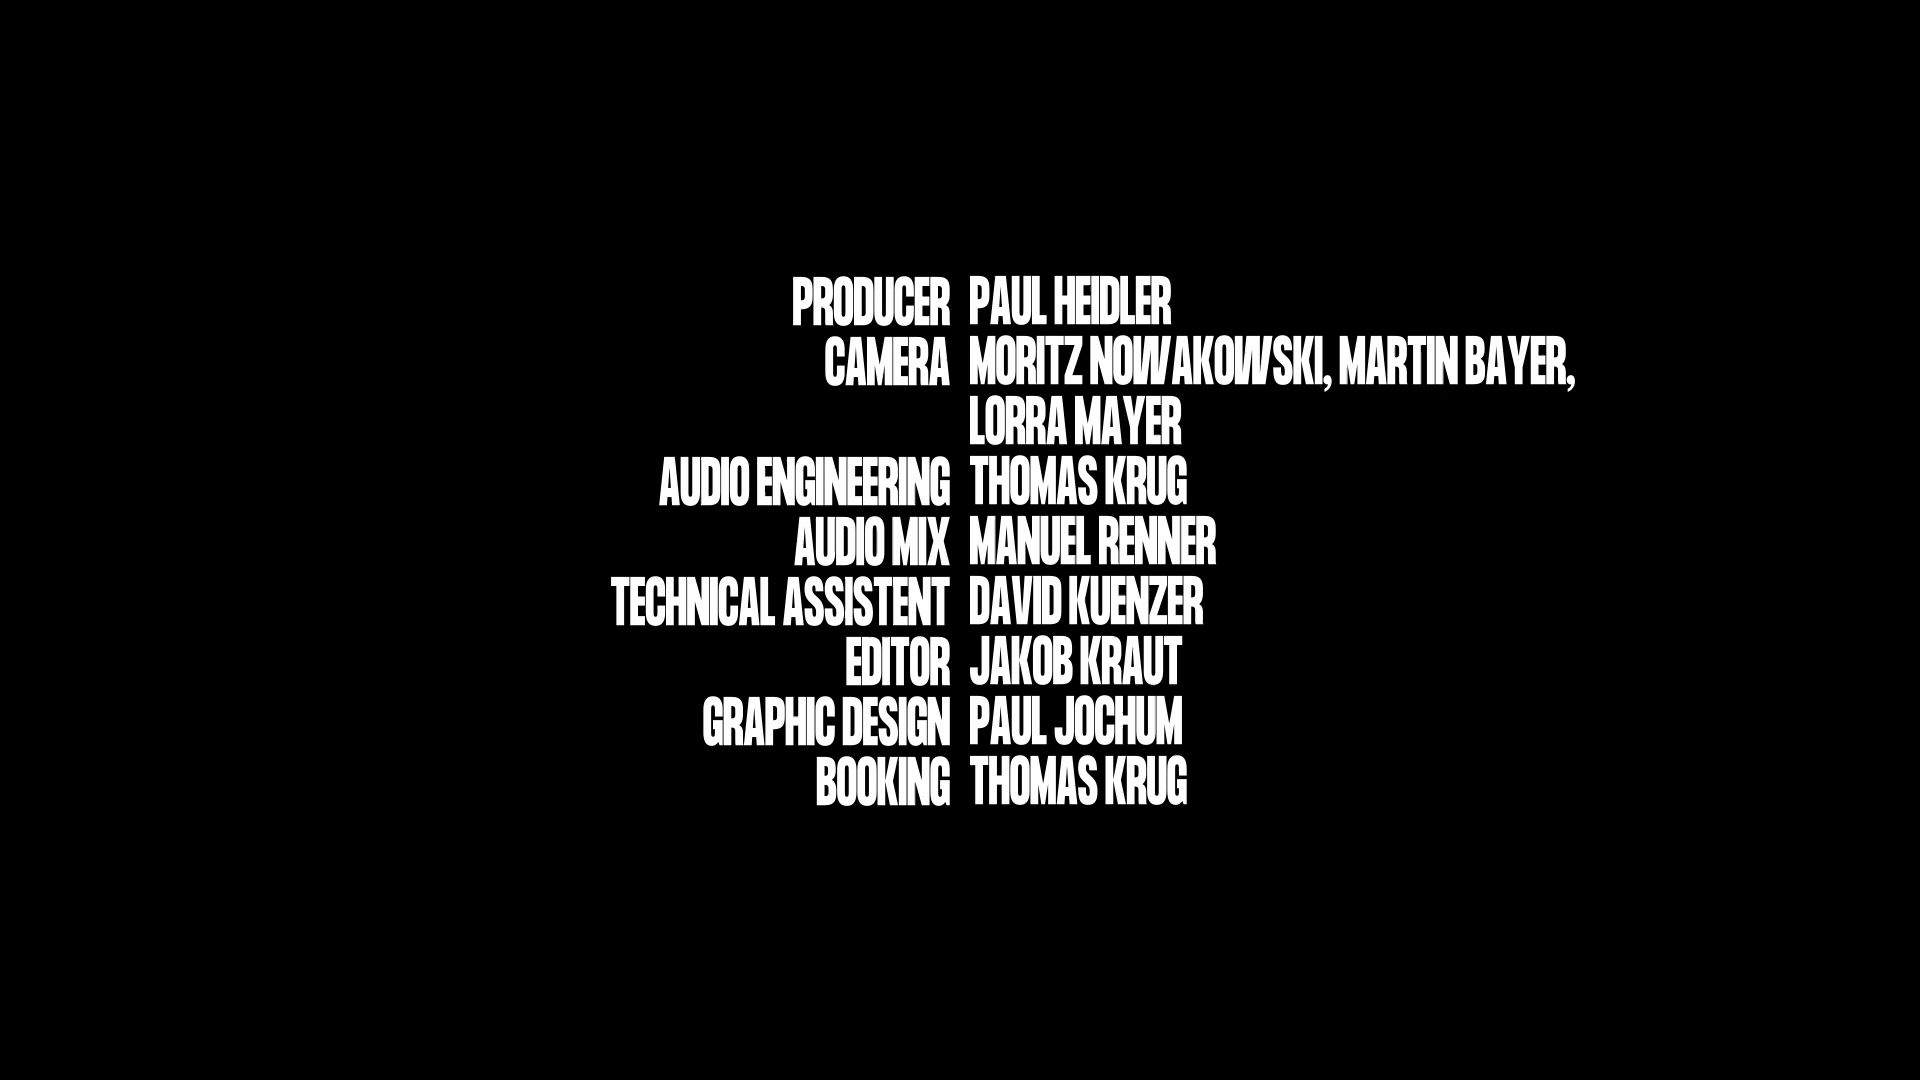 PRODUCER PAUL HEIDLER
CAMERA MORITZ NOWAKOWSKI, MARTIN BAYER,
LORRA MAYER
AUDIO ENGINEERING THOMAS KRUG
AUDIO MIX MANUEL RENNER
TECHNICAL ASSISTENT DAVID KUENZER
EDITOR JAKOB KRAUT
GRAPHIC DESIGN PAUL JOCHUM
BOOKING THOMAS KRUG